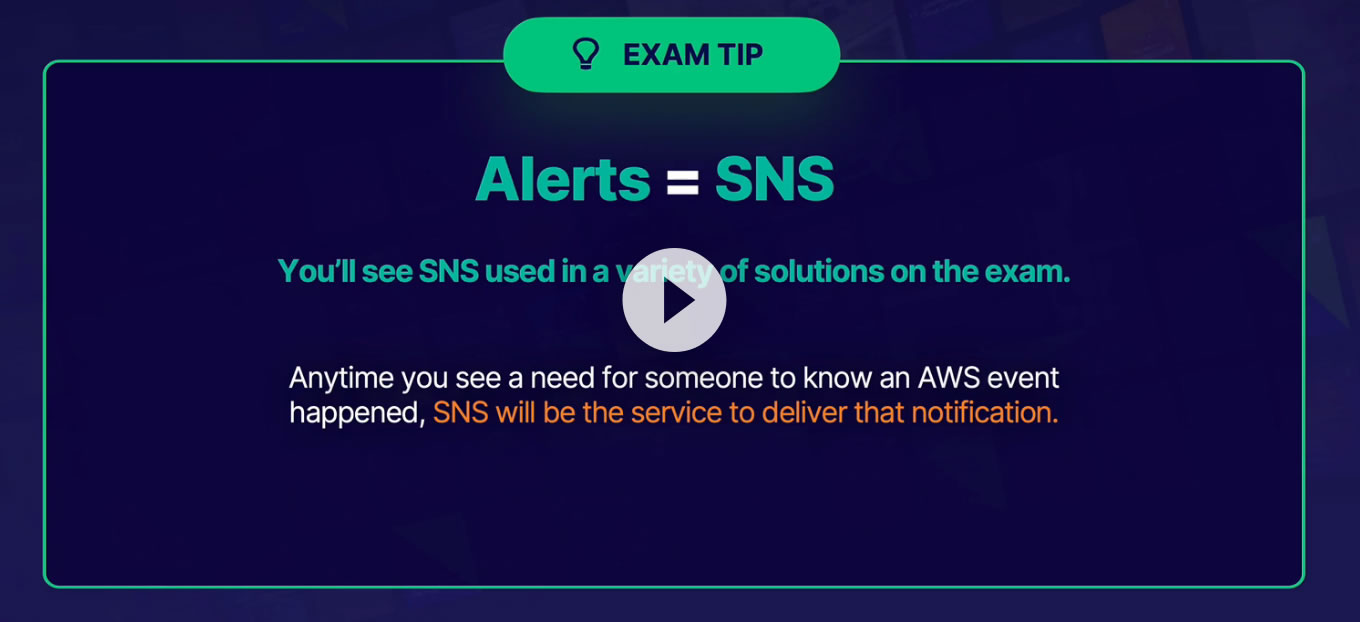 EXAM TIP
Alerts = SNS
You’ll see SNS used in a variety of solutions on the exam.
Anytime you see a need for someone to know an AWS event
happened, SNS will be the service to deliver that notification.